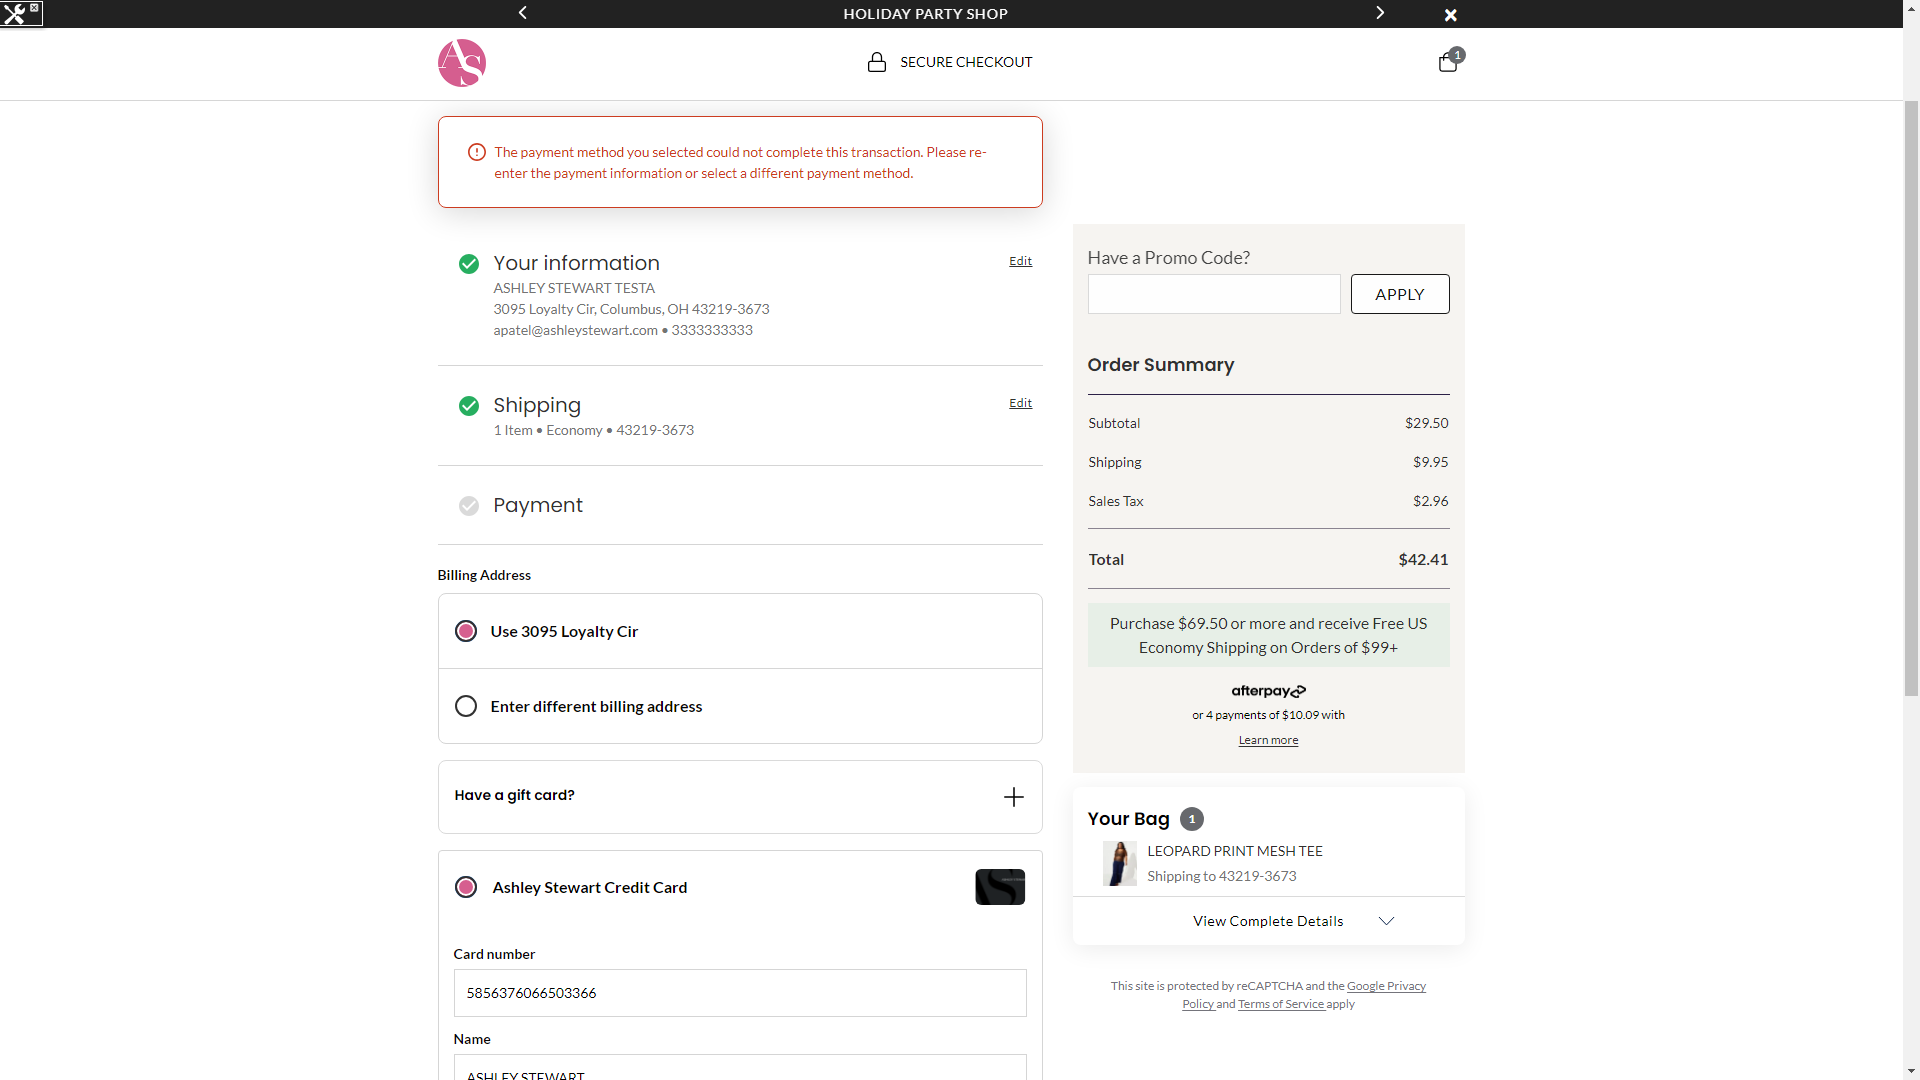 HOLIDAY PARTY SHOP
AS
SECURE CHECKOUT
1
The payment method you selected could not complete this transaction. Please re-
enter the payment information or select a different payment method.
Your information
Edit
ASHLEY STEWART TESTA
3095 Loyalty Cir, Columbus, OH 43219-3673
apatel@ashleystewart.com • 3333333333
Shipping
Edit
1 Item • Economy • 43219-3673
Payment
Billing Address
Use 3095 Loyalty Cir
Enter different billing address
Have a gift card?
Ashley Stewart Credit Card
Card number
5856376066503366
Name
ASHLEY STEWART
Have a Promo Code?
APPLY
Order Summary
Subtotal $29.50
Shipping $9.95
Sales Tax $2.96
Total $42.41
Purchase $69.50 or more and receive Free US
Economy Shipping on Orders of $99+
afterpay
or 4 payments of $10.09 with
Learn more
Your Bag 1
LEOPARD PRINT MESH TEE
Shipping to 43219-3673
View Complete Details
This site is protected by reCAPTCHA and the Google Privacy
Policy and Terms of Service apply